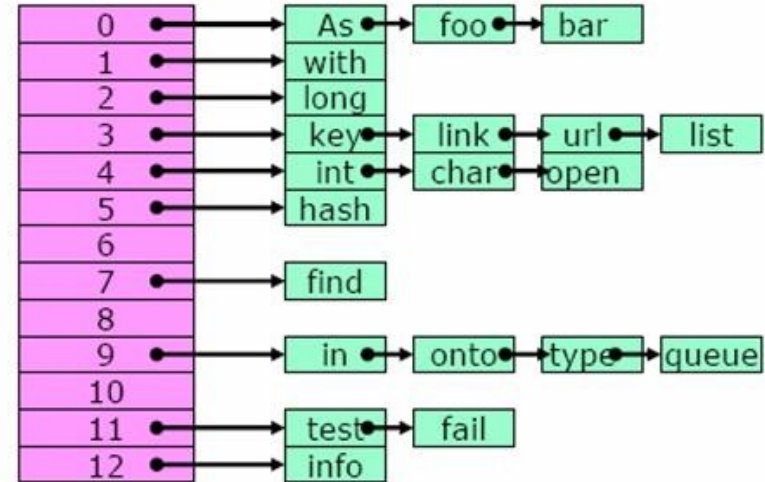 0 As foo bar
1 with
2 long
3 key link url list
4 int char open
5 hash
6
7 find
8
9 in onto type queue
10
11 test fail
12 info